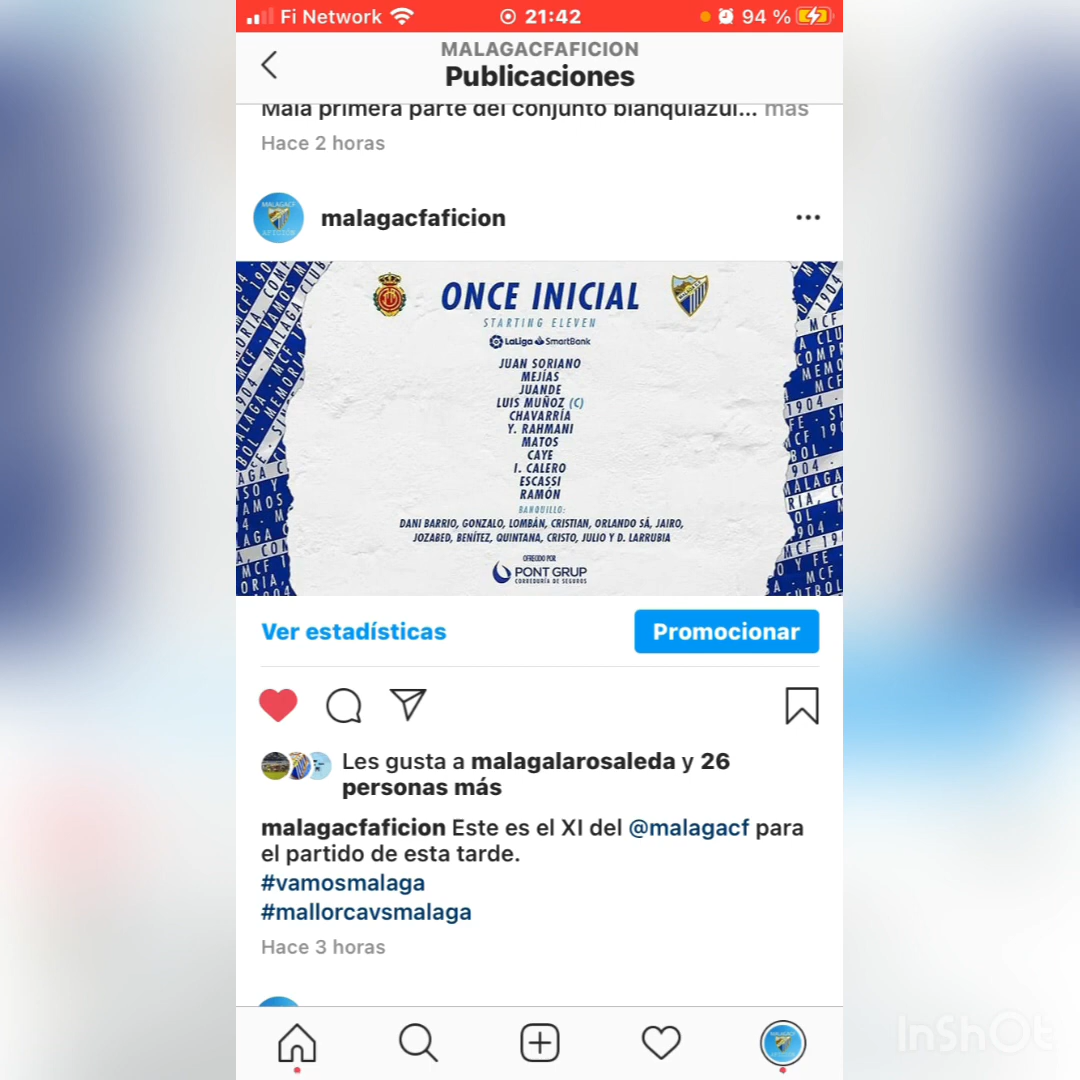 Fi Network 21:42 94 %
MALAGACFAFICION
Publicaciones
Mala primera parte del conjunto blanquiazul... más
Hace 2 horas
malagacfaficion
ONCE INICIAL
STARTING ELEVEN
LaLiga SmartBank
JUAN SORIANO
MEJÍAS
JUANDE
LUIS MUÑOZ (C)
CHAVARRÍA
Y. RAHMANI
MATOS
CAYE
I. CALERO
ESCASSI
RAMÓN
BANQUILLO:
DANI BARRIO, GONZALO, LOMBÁN, CRISTIAN, ORLANDO SÁ, JAIRO,
JOZABED, BENÍTEZ, QUINTANA, CRISTO, JULIO Y D. LARRUBIA
OFRECIDO POR
PONT GRUP
CORREDURÍA DE SEGUROS
Ver estadísticas
Promocionar
Les gusta a malagalarosaleda y 26
personas más
malagacfaficion Este es el XI del @malagacf para
el partido de esta tarde.
#vamosmalaga
#mallorcavsmalaga
Hace 3 horas
InShOt